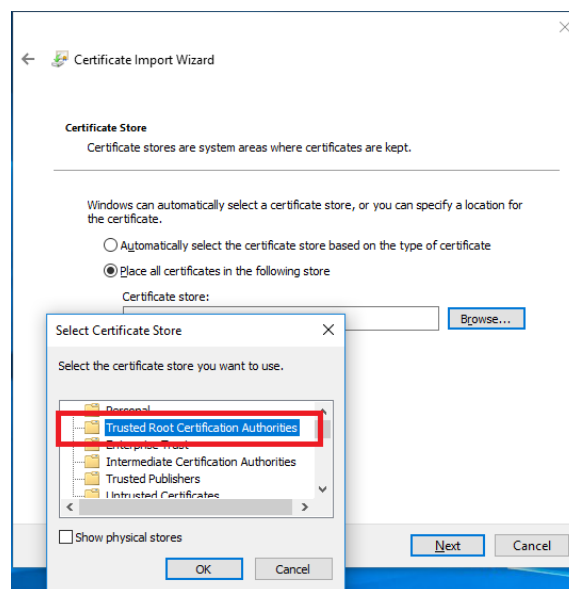 Certificate Import Wizard
Certificate Store
Certificate stores are system areas where certificates are kept.
Windows can automatically select a certificate store, or you can specify a location for
the certificate.
Automatically select the certificate store based on the type of certificate
Place all certificates in the following store
Certificate store:
Browse...
Select Certificate Store
Select the certificate store you want to use.
Personal
Trusted Root Certification Authorities
Enterprise Trust
Intermediate Certification Authorities
Trusted Publishers
Untrusted Certificates
Show physical stores
OK Cancel
Next Cancel